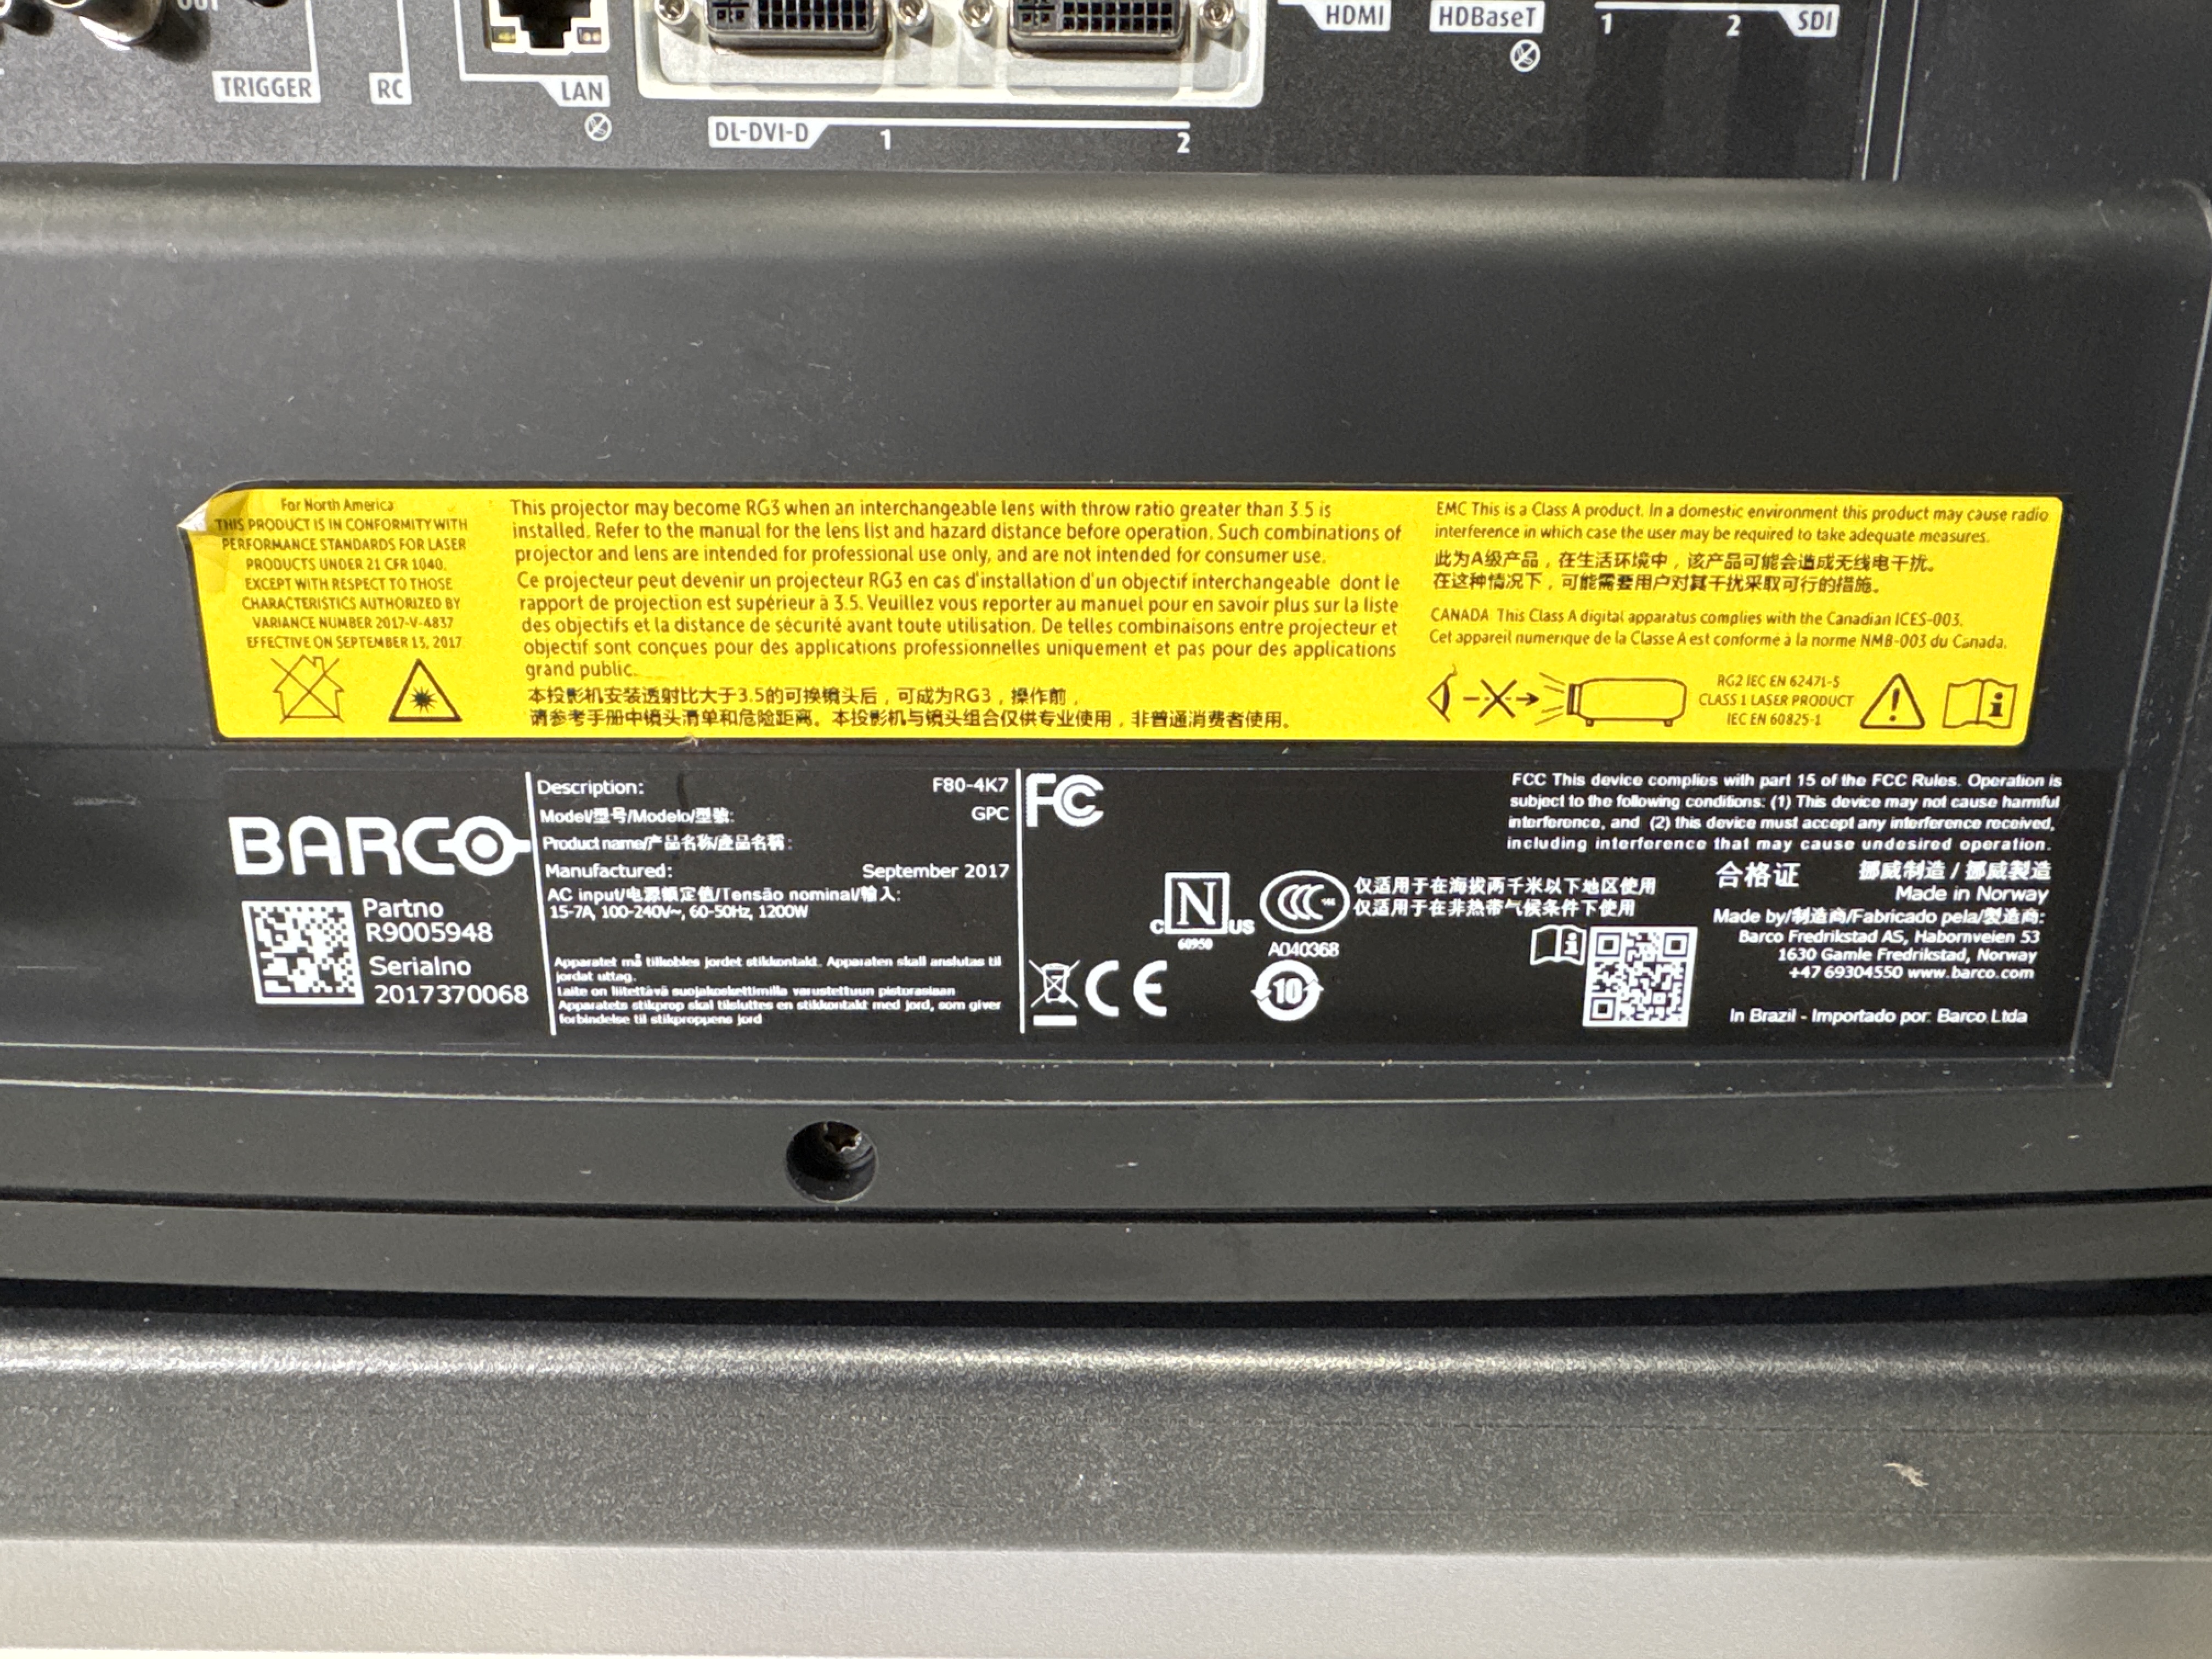 OUT
TRIGGER
RC
LAN
DL-DVI-D 1 2
HDMI
HDBaseT
1 2 SDI
For North America
THIS PRODUCT IS IN CONFORMITY WITH
PERFORMANCE STANDARDS FOR LASER
PRODUCTS UNDER 21 CFR 1040,
EXCEPT WITH RESPECT TO THOSE
CHARACTERISTICS AUTHORIZED BY
VARIANCE NUMBER 2017-V-4837
EFFECTIVE ON SEPTEMBER 13, 2017
This projector may become RG3 when an interchangeable lens with throw ratio greater than 3.5 is
installed. Refer to the manual for the lens list and hazard distance before operation. Such combinations of
projector and lens are intended for professional use only, and are not intended for consumer use.
Ce projecteur peut devenir un projecteur RG3 en cas d'installation d'un objectif interchangeable dont le
rapport de projection est supérieur à 3.5. Veuillez vous reporter au manuel pour en savoir plus sur la liste
des objectifs et la distance de sécurité avant toute utilisation. De telles combinaisons entre projecteur et
objectif sont conçues pour des applications professionnelles uniquement et pas pour des applications
grand public.
本投影机安装透射比大于3.5的可换镜头后，可成为RG3，操作前，
请参考手册中镜头清单和危险距离。本投影机与镜头组合仅供专业使用，非普通消费者使用。
EMC This is a Class A product. In a domestic environment this product may cause radio
interference in which case the user may be required to take adequate measures.
此为A级产品，在生活环境中，该产品可能会造成无线电干扰。
在这种情况下，可能需要用户对其干扰采取可行的措施。
CANADA This Class A digital apparatus complies with the Canadian ICES-003.
Cet appareil numerique de la Classe A est conforme à la norme NMB-003 du Canada.
RG2 IEC EN 62471-5
CLASS 1 LASER PRODUCT
IEC EN 60825-1
BARCO
Partno
R9005948
Serialno
2017370068
Description: F80-4K7
Model/型号/Modelo/型號: GPC
Product name/产品名称/產品名稱:
Manufactured: September 2017
AC input/电源额定值/Tensão nominal/輸入:
15-7A, 100-240V~, 60-50Hz, 1200W
Apparatet må tilkobles jordet stikkontakt. Apparaten skall anslutas til
jordat uttag.
Laite on liitettävä suojakoskettimilla varustettuun pistorasiaan
Apparatets stikprop skal tilsluttes en stikkontakt med jord, som giver
forbindelse til stikproppens jord
FC
C N US
60950
CCC
A040368
10
CE
仅适用于在海拔两千米以下地区使用
仅适用于在非热带气候条件下使用
FCC This device complies with part 15 of the FCC Rules. Operation is
subject to the following conditions: (1) This device may not cause harmful
interference, and (2) this device must accept any interference received,
including interference that may cause undesired operation.
合格证 挪威制造 / 挪威製造
Made in Norway
Made by/制造商/Fabricado pela/製造商:
Barco Fredrikstad AS, Habornveien 53
1630 Gamle Fredrikstad, Norway
+47 69304550 www.barco.com
In Brazil - Importado por: Barco Ltda